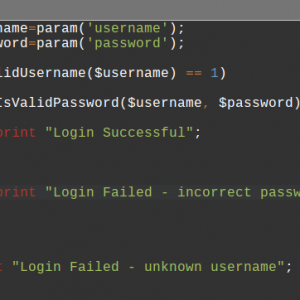 name=param('username');
word=param('password');
lidUsername($username) == 1)
IsValidPassword($username, $password)
print "Login Successful";
print "Login Failed - incorrect passw
t "Login Failed - unknown username";